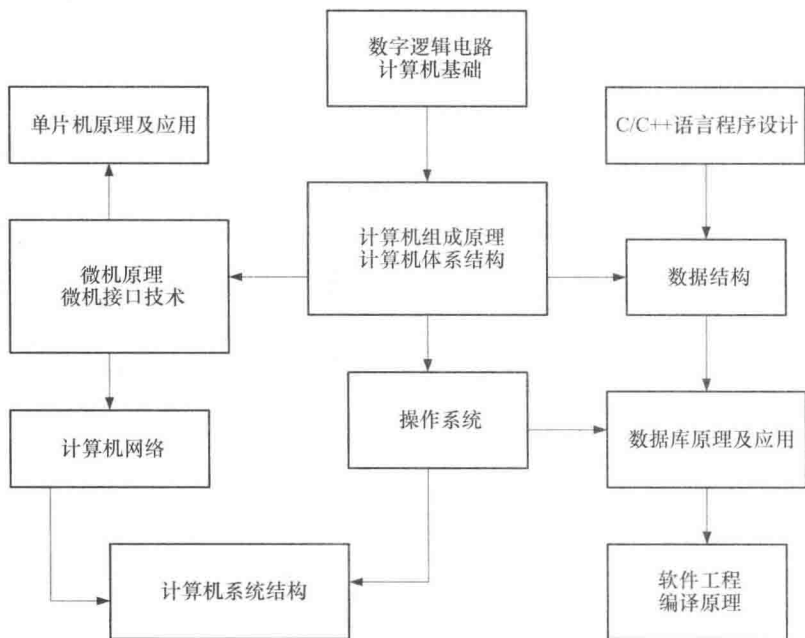 数字逻辑电路
计算机基础
单片机原理及应用
C/C++语言程序设计
计算机组成原理
计算机体系结构
微机原理
微机接口技术
数据结构
操作系统
计算机网络
数据库原理及应用
计算机系统结构
软件工程
编译原理